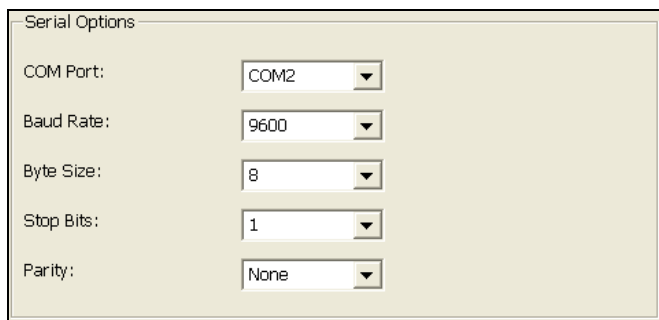 Serial Options
COM Port: COM2
Baud Rate: 9600
Byte Size: 8
Stop Bits: 1
Parity: None